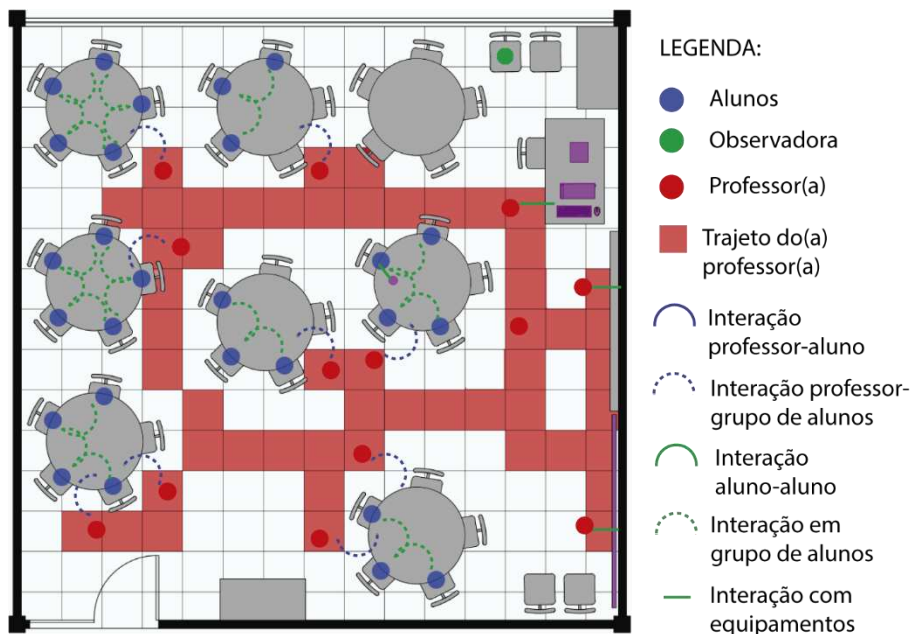 LEGENDA:
Alunos
Observadora
Professor(a)
Trajeto do(a)
professor(a)
Interação
professor-aluno
Interação professor-
grupo de alunos
Interação
aluno-aluno
Interação em
grupo de alunos
Interação com
equipamentos